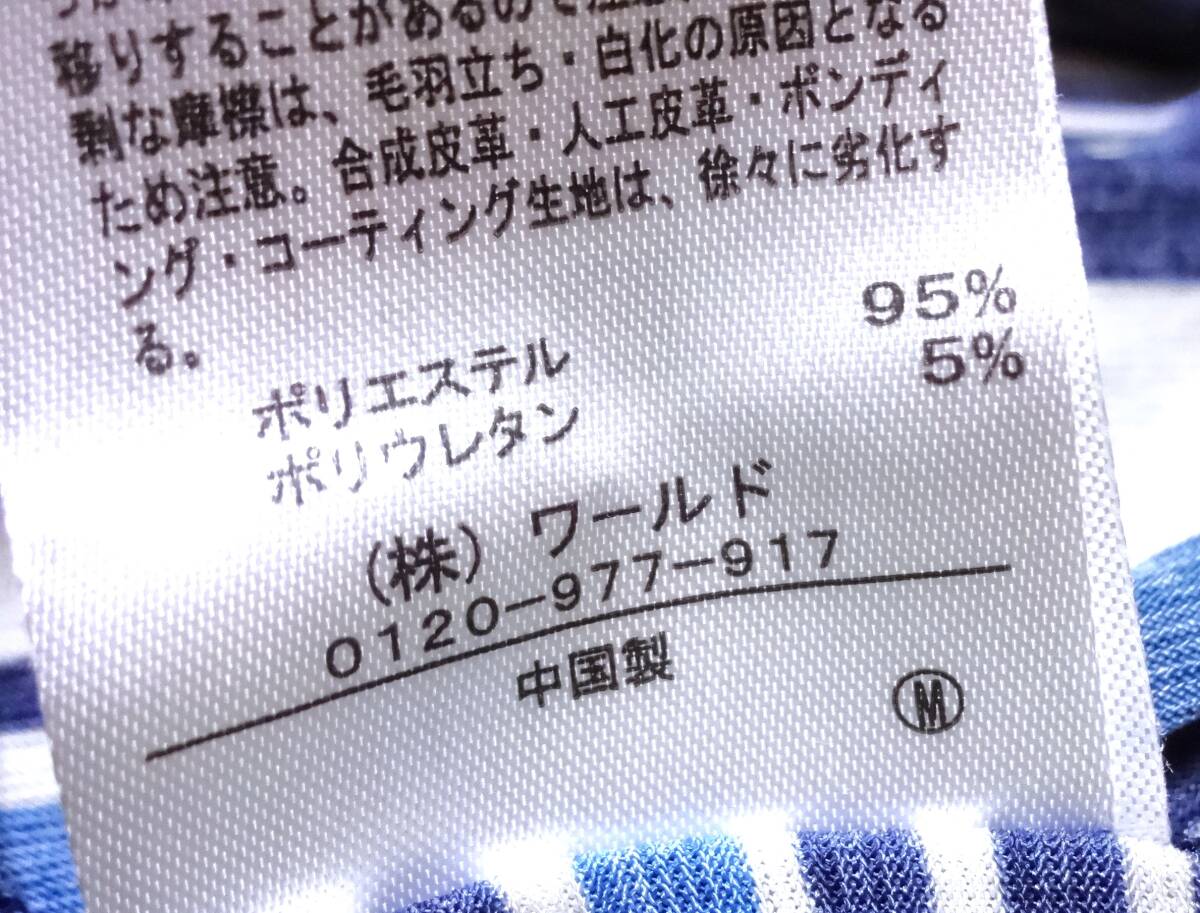 移りすることがあるので注意
剰な摩擦は、毛羽立ち・白化の原因となる
ため注意。合成皮革・人工皮革・ボンディ
ング・コーティング生地は、徐々に劣化す
る。
ポリエステル 95%
ポリウレタン 5%
(株) ワールド
0120-977-917
中国製
M